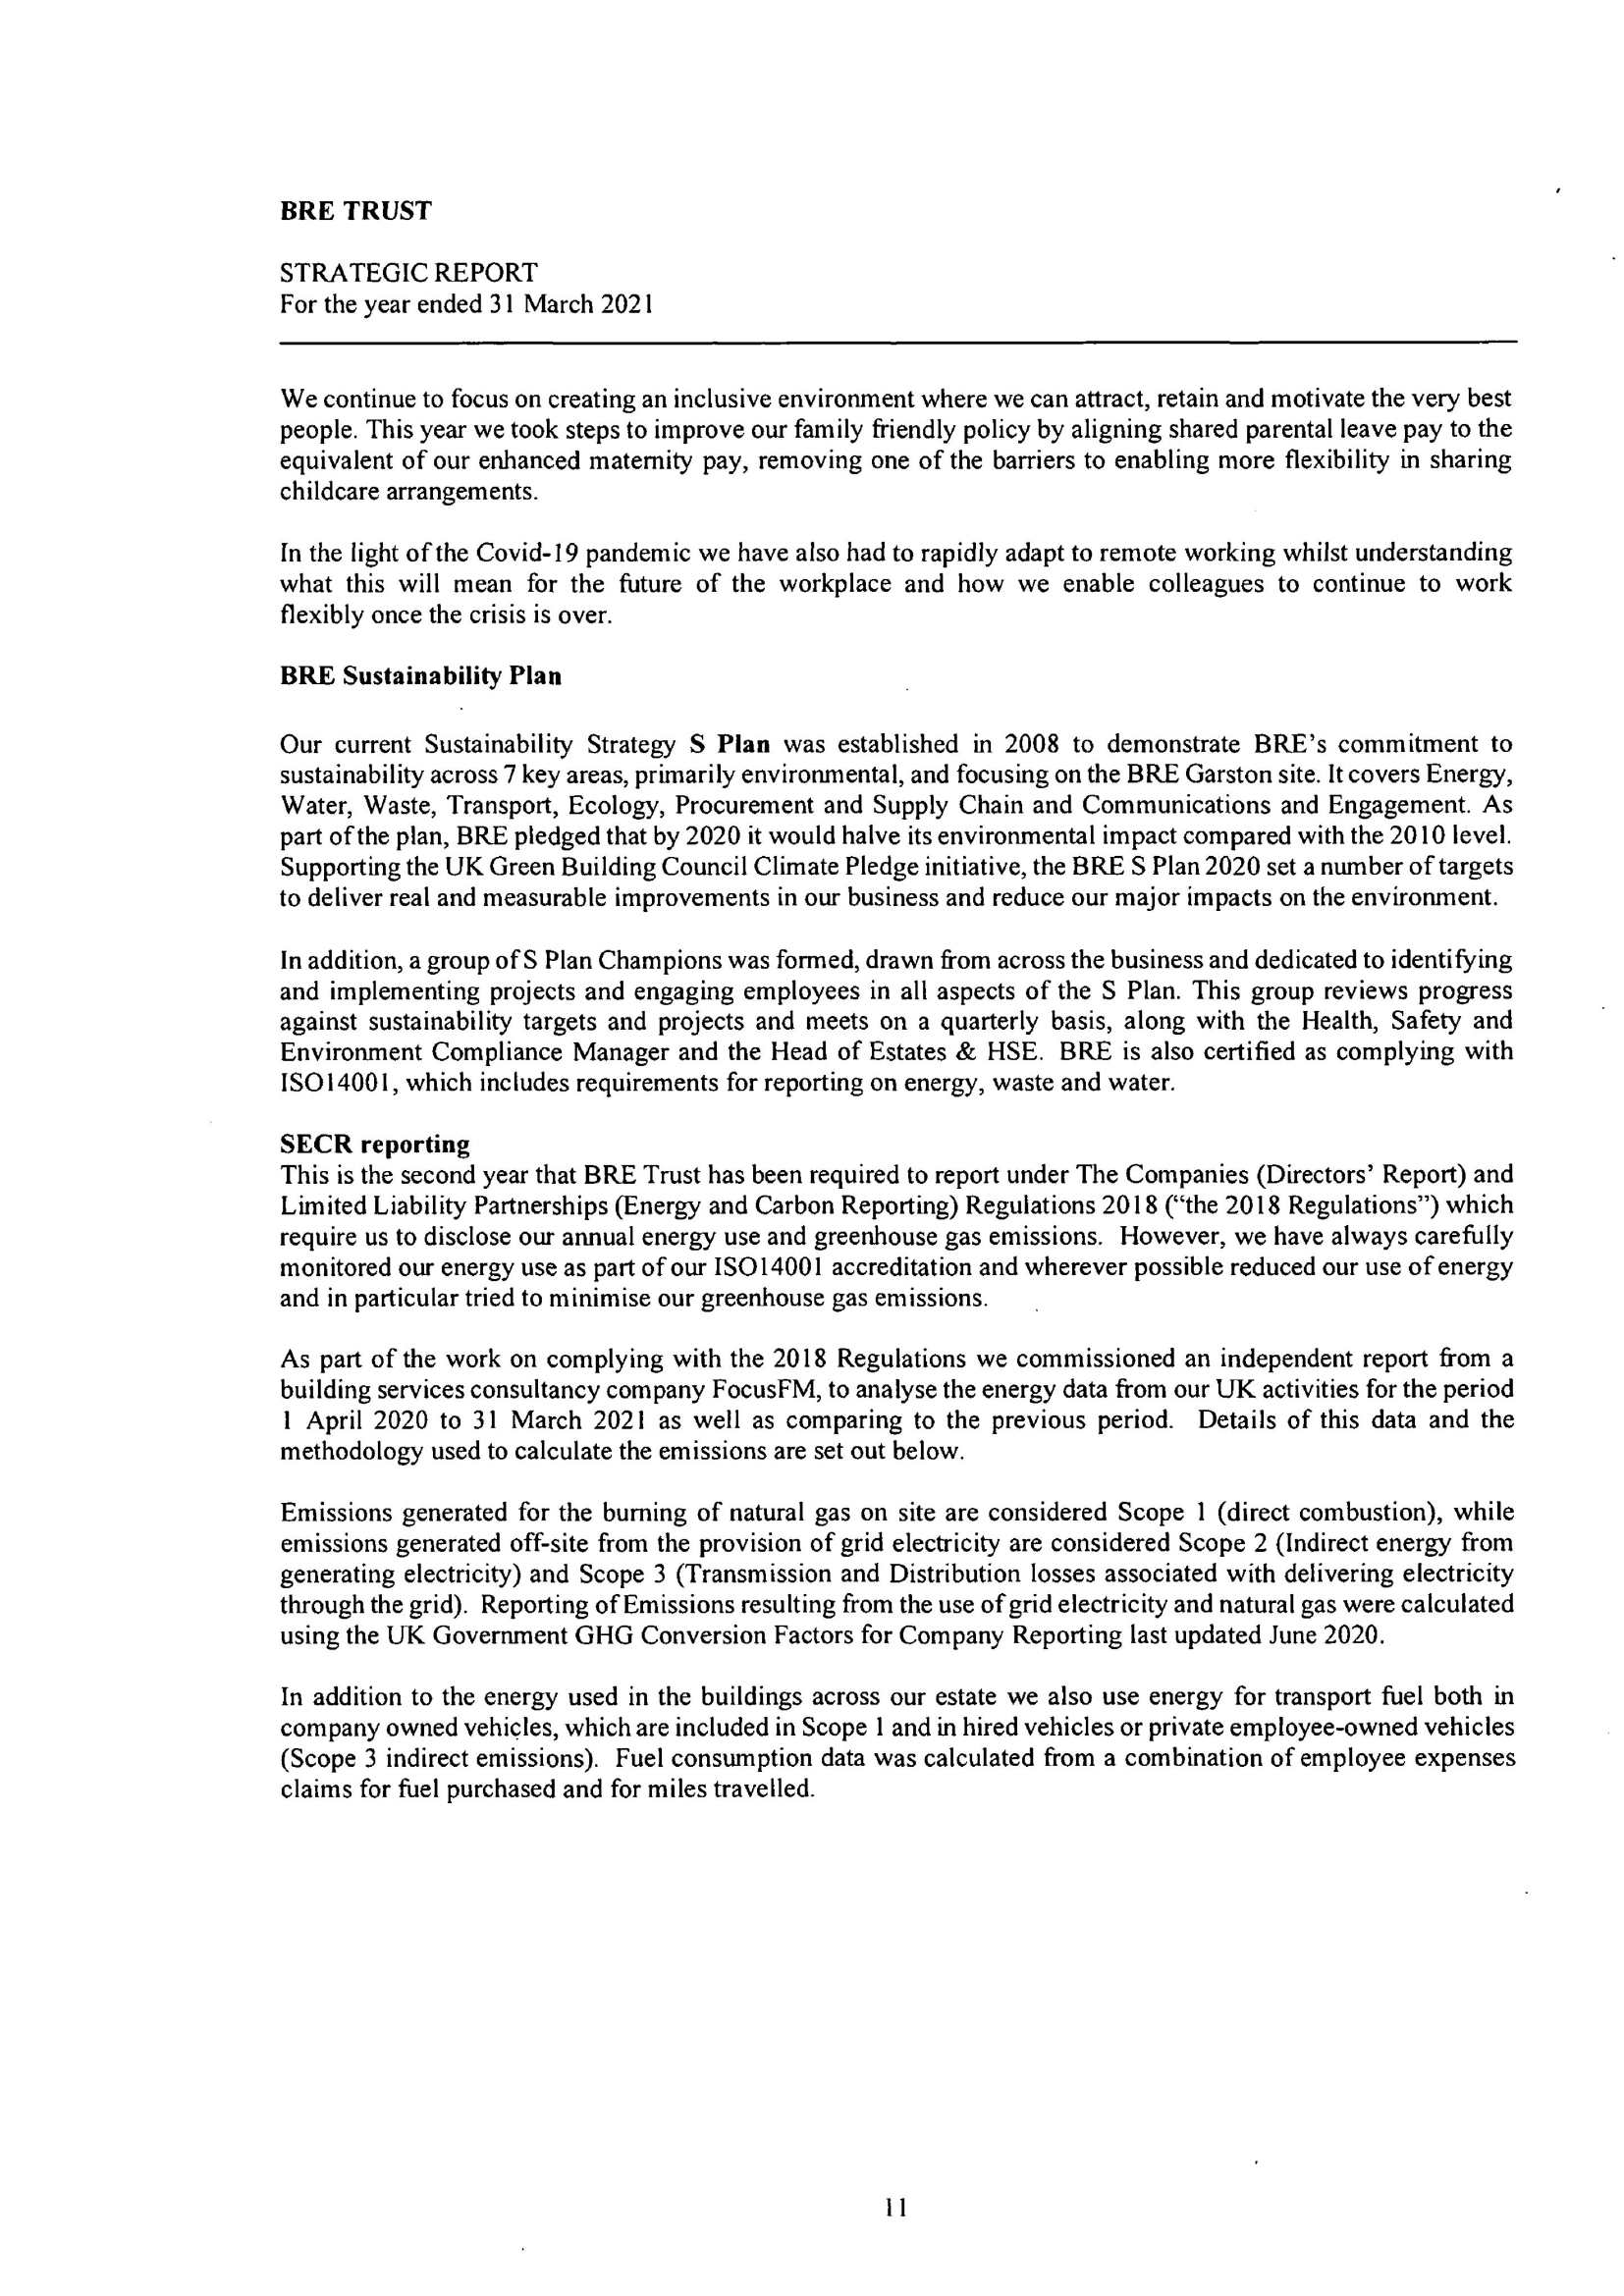 BRE TRUST
STRATEGIC REPORT
For the year ended 31 March 2021
We continue to focus on creating an inclusive environment where we can attract, retain and motivate the very best
people. This year we took steps to improve our family friendly policy by aligning shared parental leave pay to the
equivalent of our enhanced maternity pay, removing one of the barriers to enabling more flexibility in sharing
childcare arrangements.
In the light of the Covid-19 pandemic we have also had to rapidly adapt to remote working whilst understanding
what this will mean for the future of the workplace and how we enable colleagues to continue to work
flexibly once the crisis is over.
BRE Sustainability Plan
Our current Sustainability Strategy S Plan was established in 2008 to demonstrate BRE's commitment to
sustainability across 7 key areas, primarily environmental, and focusing on the BRE Garston site. It covers Energy,
Water, Waste, Transport, Ecology, Procurement and Supply Chain and Communications and Engagement. As
part of the plan, BRE pledged that by 2020 it would halve its environmental impact compared with the 2010 level.
Supporting the UK Green Building Council Climate Pledge initiative, the BRE S Plan 2020 set a number of targets
to deliver real and measurable improvements in our business and reduce our major impacts on the environment.
In addition, a group of S Plan Champions was formed, drawn from across the business and dedicated to identifying
and implementing projects and engaging employees in all aspects of the S Plan. This group reviews progress
against sustainability targets and projects and meets on a quarterly basis, along with the Health, Safety and
Environment Compliance Manager and the Head of Estates & HSE. BRE is also certified as complying with
ISO14001, which includes requirements for reporting on energy, waste and water.
SECR reporting
This is the second year that BRE Trust has been required to report under The Companies (Directors' Report) and
Limited Liability Partnerships (Energy and Carbon Reporting) Regulations 2018 ("the 2018 Regulations") which
require us to disclose our annual energy use and greenhouse gas emissions. However, we have always carefully
monitored our energy use as part of our ISO14001 accreditation and wherever possible reduced our use of energy
and in particular tried to minimise our greenhouse gas emissions.
As part of the work on complying with the 2018 Regulations we commissioned an independent report from a
building services consultancy company FocusFM, to analyse the energy data from our UK activities for the period
1 April 2020 to 31 March 2021 as well as comparing to the previous period. Details of this data and the
methodology used to calculate the emissions are set out below.
Emissions generated for the burning of natural gas on site are considered Scope 1 (direct combustion), while
emissions generated off-site from the provision of grid electricity are considered Scope 2 (Indirect energy from
generating electricity) and Scope 3 (Transmission and Distribution losses associated with delivering electricity
through the grid). Reporting of Emissions resulting from the use of grid electricity and natural gas were calculated
using the UK Government GHG Conversion Factors for Company Reporting last updated June 2020.
In addition to the energy used in the buildings across our estate we also use energy for transport fuel both in
company owned vehicles, which are included in Scope 1 and in hired vehicles or private employee-owned vehicles
(Scope 3 indirect emissions). Fuel consumption data was calculated from a combination of employee expenses
claims for fuel purchased and for miles travelled.
11